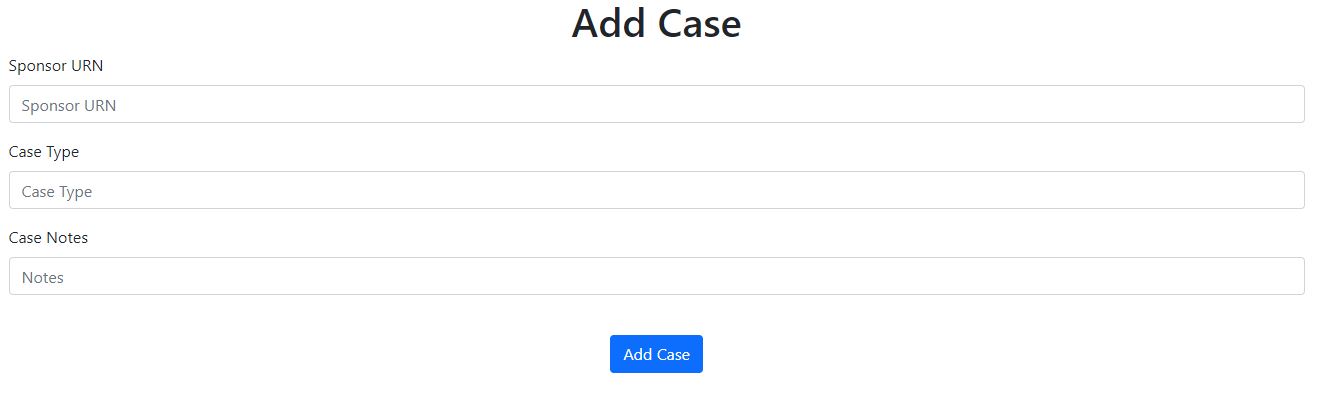 Add Case
Sponsor URN
Sponsor URN
Case Type
Case Type
Case Notes
Notes
Add Case